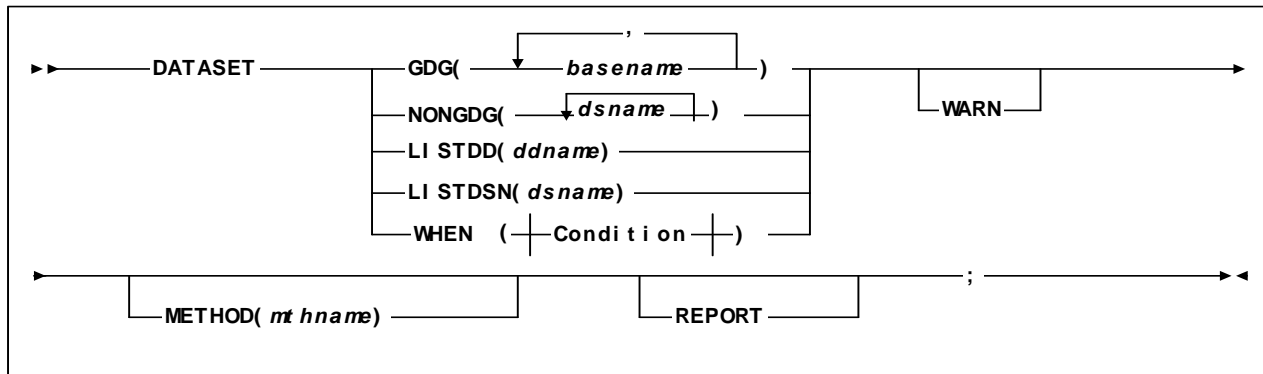 ,
DATASET GDG( basename )
WARN
NONGDG( dsname )
LISTDD(ddname)
LISTDSN(dsname)
WHEN ( Condition )
;
METHOD(mthname) REPORT